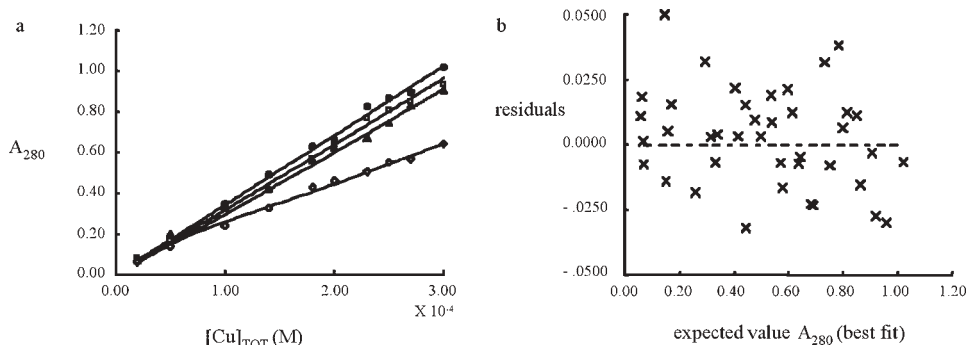 a
1.20
1.00
0.80
A280
0.60
0.40
0.20
0.00
0.00 1.00 2.00 3.00
X 10-4
[Cu]TOT (M)
b
0.0500
0.0250
residuals
0.0000
-.0250
-.0500
0.00 0.20 0.40 0.60 0.80 1.00 1.20
expected value A280 (best fit)